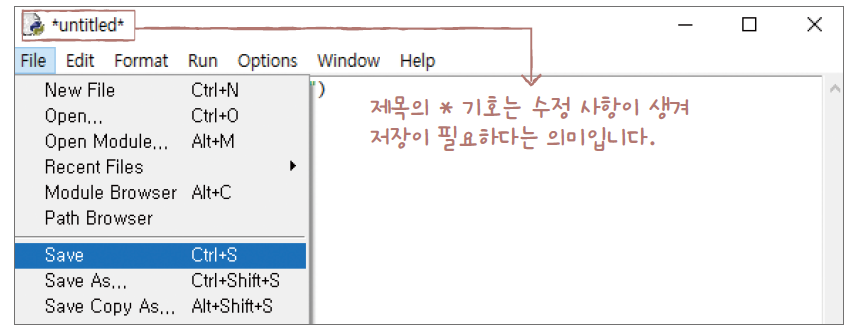 *untitled*
File Edit Format Run Options Window Help
New File Ctrl+N
Open... Ctrl+O
Open Module... Alt+M
Recent Files
Module Browser Alt+C
Path Browser
Save Ctrl+S
Save As... Ctrl+Shift+S
Save Copy As... Alt+Shift+S
")
제목의 * 기호는 수정 사항이 생겨
저장이 필요하다는 의미입니다.